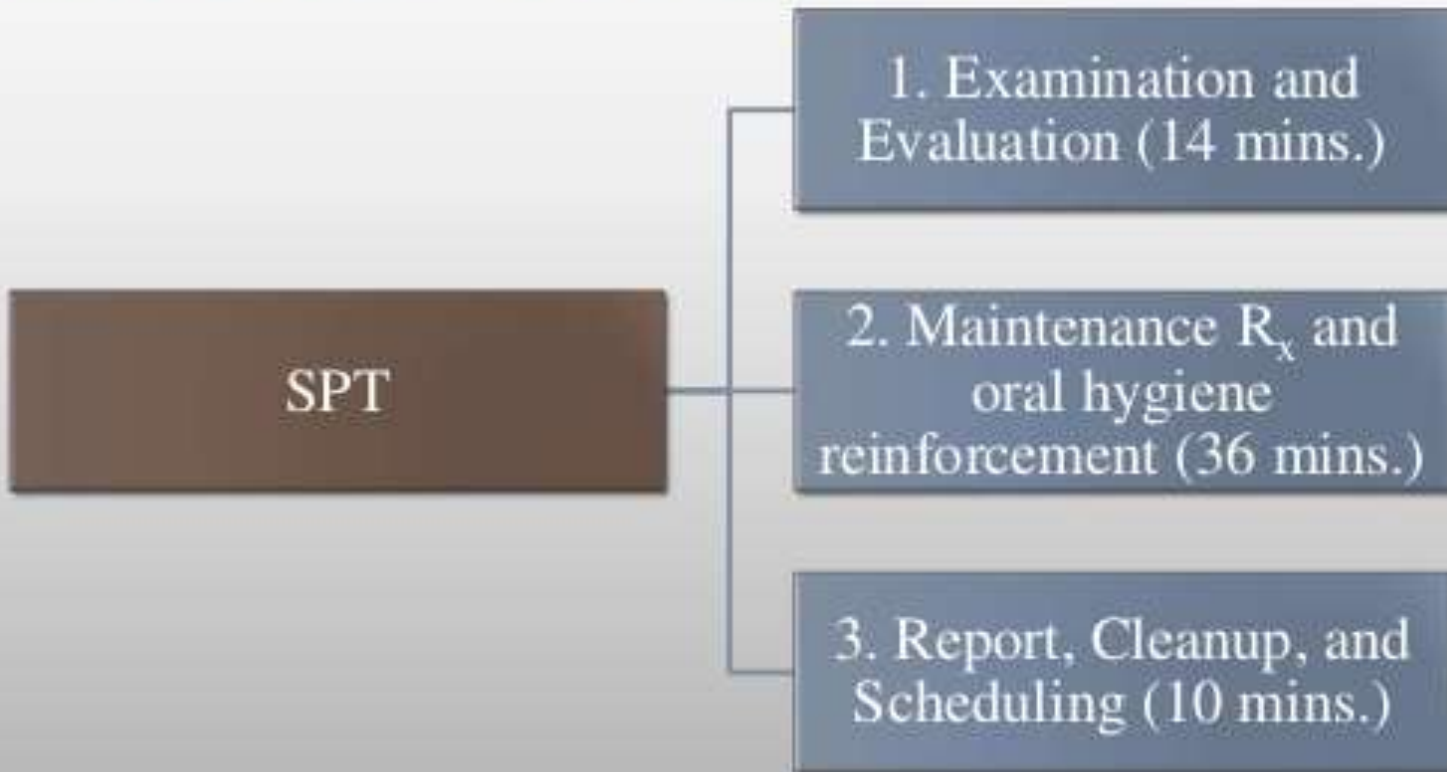 SPT
1. Examination and
Evaluation (14 mins.)
2. Maintenance Rₓ and
oral hygiene
reinforcement (36 mins.)
3. Report, Cleanup, and
Scheduling (10 mins.)